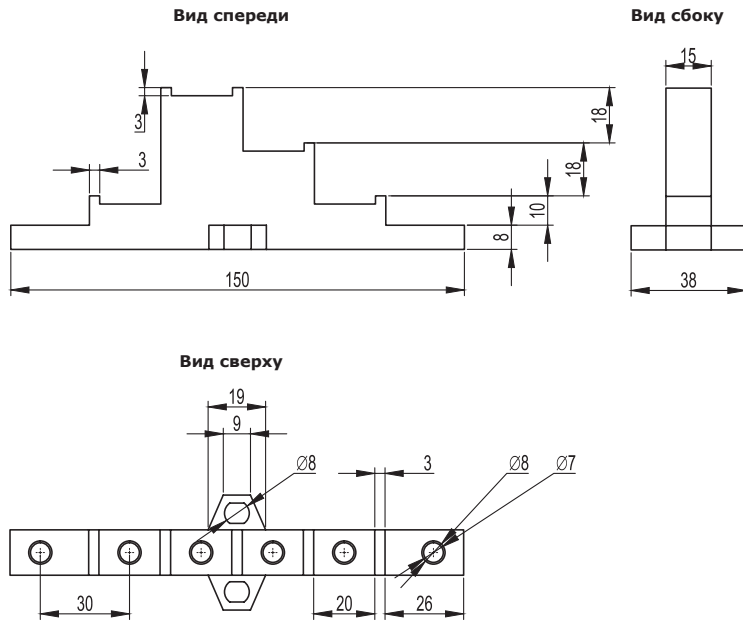 Вид спереди
Вид сбоку
15
3
18
3
18
10
8
150
38
Вид сверху
19
9
Ø8
3
Ø8
Ø7
30
20
26